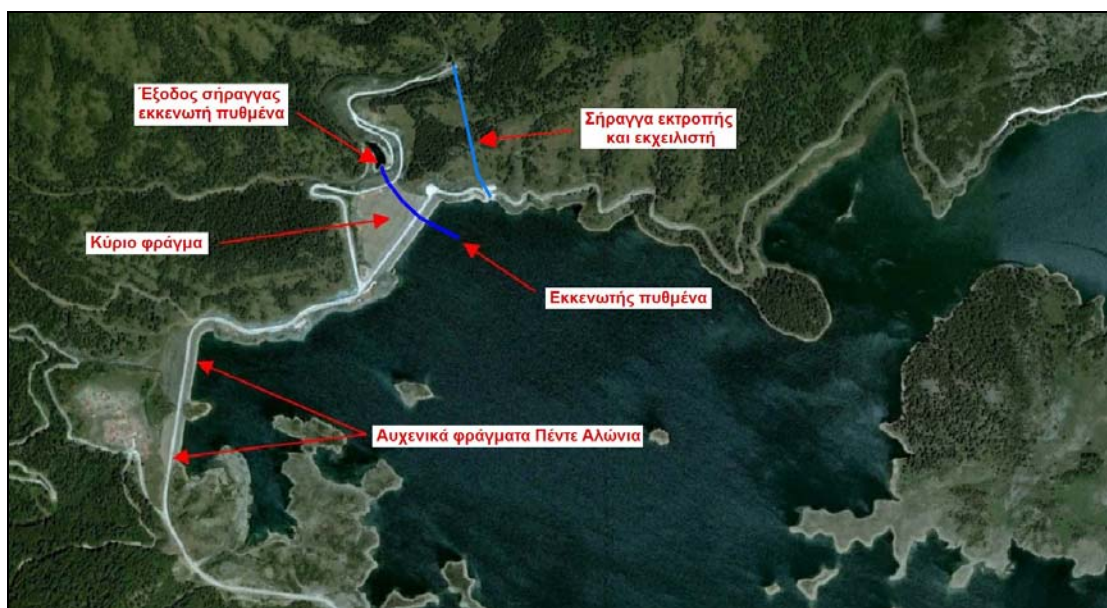 Έξοδος σήραγγας
εκκενωτή πυθμένα
Σήραγγα εκτροπής
και εκχειλιστή
Κύριο φράγμα
Εκκενωτής πυθμένα
Αυχενικά φράγματα Πέντε Αλώνια